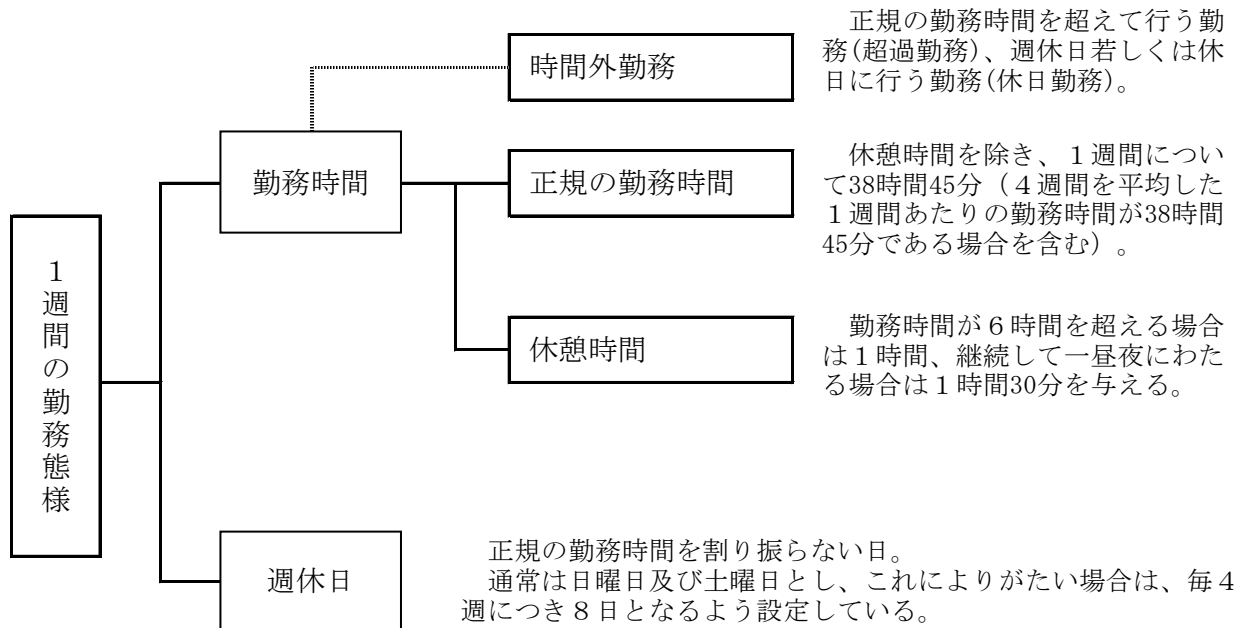 時間外勤務
正規の勤務時間を超えて行う勤
務(超過勤務)、週休日若しくは休
日に行う勤務(休日勤務)。
勤務時間
正規の勤務時間
休憩時間を除き、１週間につい
て38時間45分（４週間を平均した
１週間あたりの勤務時間が38時間
45分である場合を含む）。
１週間の勤務態様
休憩時間
勤務時間が６時間を超える場合
は１時間、継続して一昼夜にわた
る場合は１時間30分を与える。
週休日
正規の勤務時間を割り振らない日。
通常は日曜日及び土曜日とし、これによりがたい場合は、毎４
週につき８日となるよう設定している。